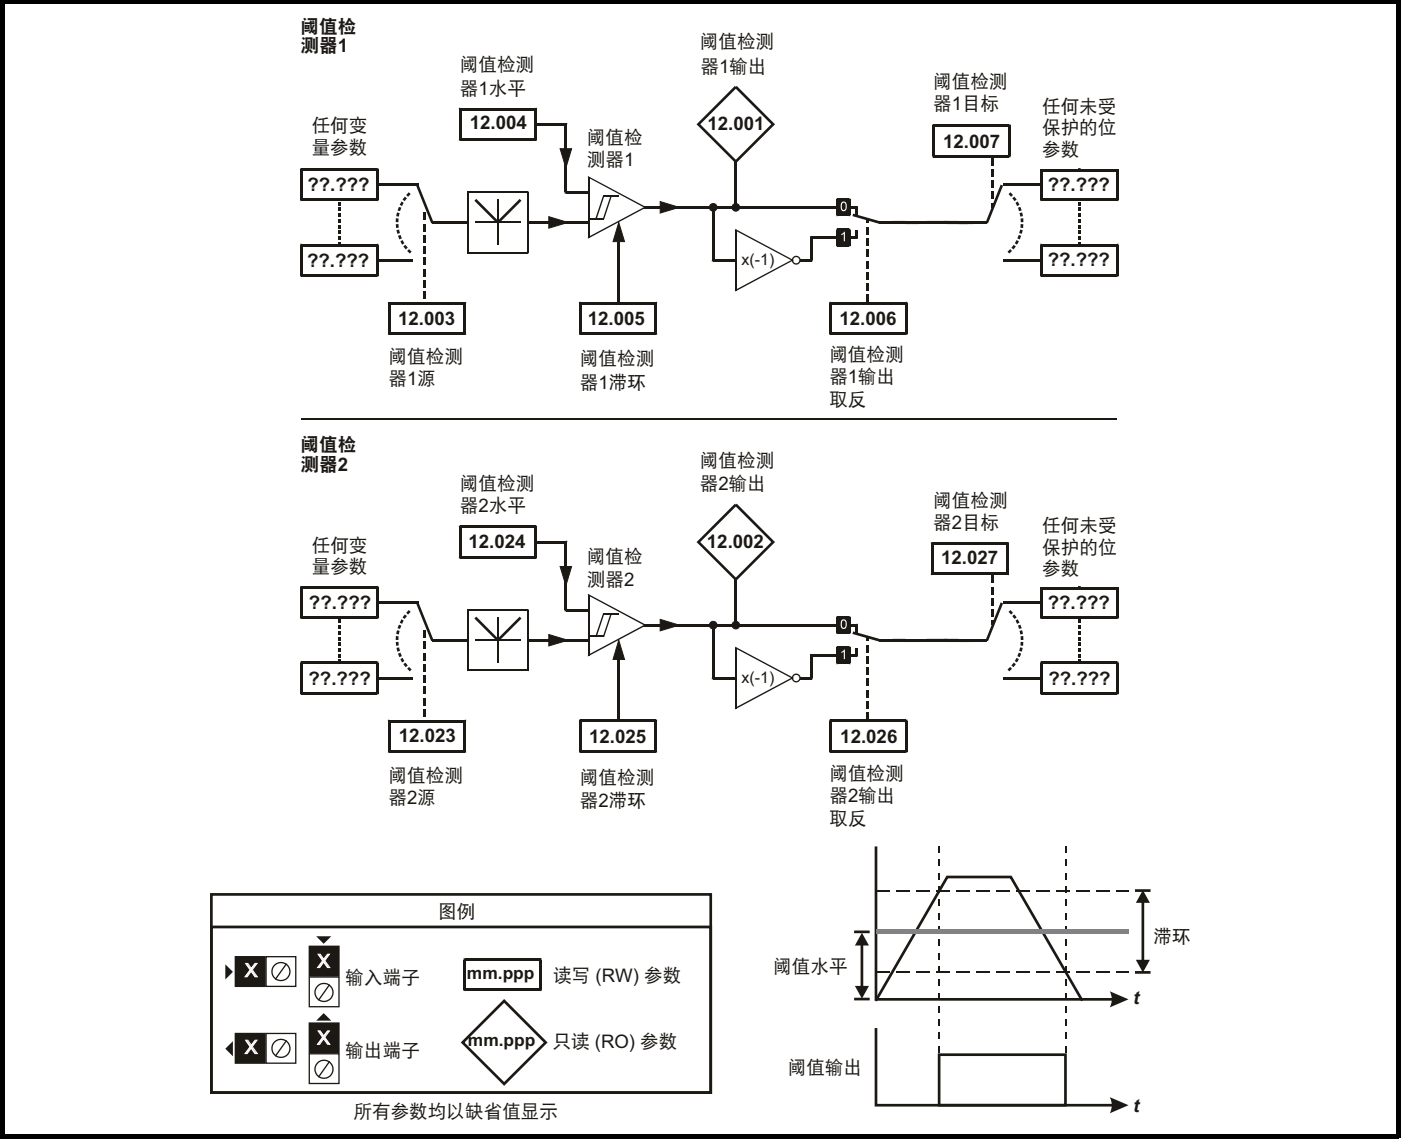 阈值检
测器1
阈值检测
器1水平
12.004
阈值检测
器1输出
12.001
阈值检测
器1目标
12.007
任何变
量参数
??.???
??.???
阈值检
测器1
任何未受
保护的位
参数
??.???
??.???
0
1
x(-1)
12.003
阈值检测
器1源
12.005
阈值检测
器1滞环
12.006
阈值检测
器1输出
取反
阈值检
测器2
阈值检测
器2水平
12.024
阈值检测
器2输出
12.002
阈值检测
器2目标
12.027
任何变
量参数
??.???
??.???
阈值检
测器2
任何未受
保护的位
参数
??.???
??.???
0
1
x(-1)
12.023
阈值检测
器2源
12.025
阈值检测
器2滞环
12.026
阈值检测
器2输出
取反
图例
X
X
输入端子
mm.ppp
读写 (RW) 参数
X
X
输出端子
mm.ppp
只读 (RO) 参数
所有参数均以缺省值显示
滞环
阈值水平
t
阈值输出
t